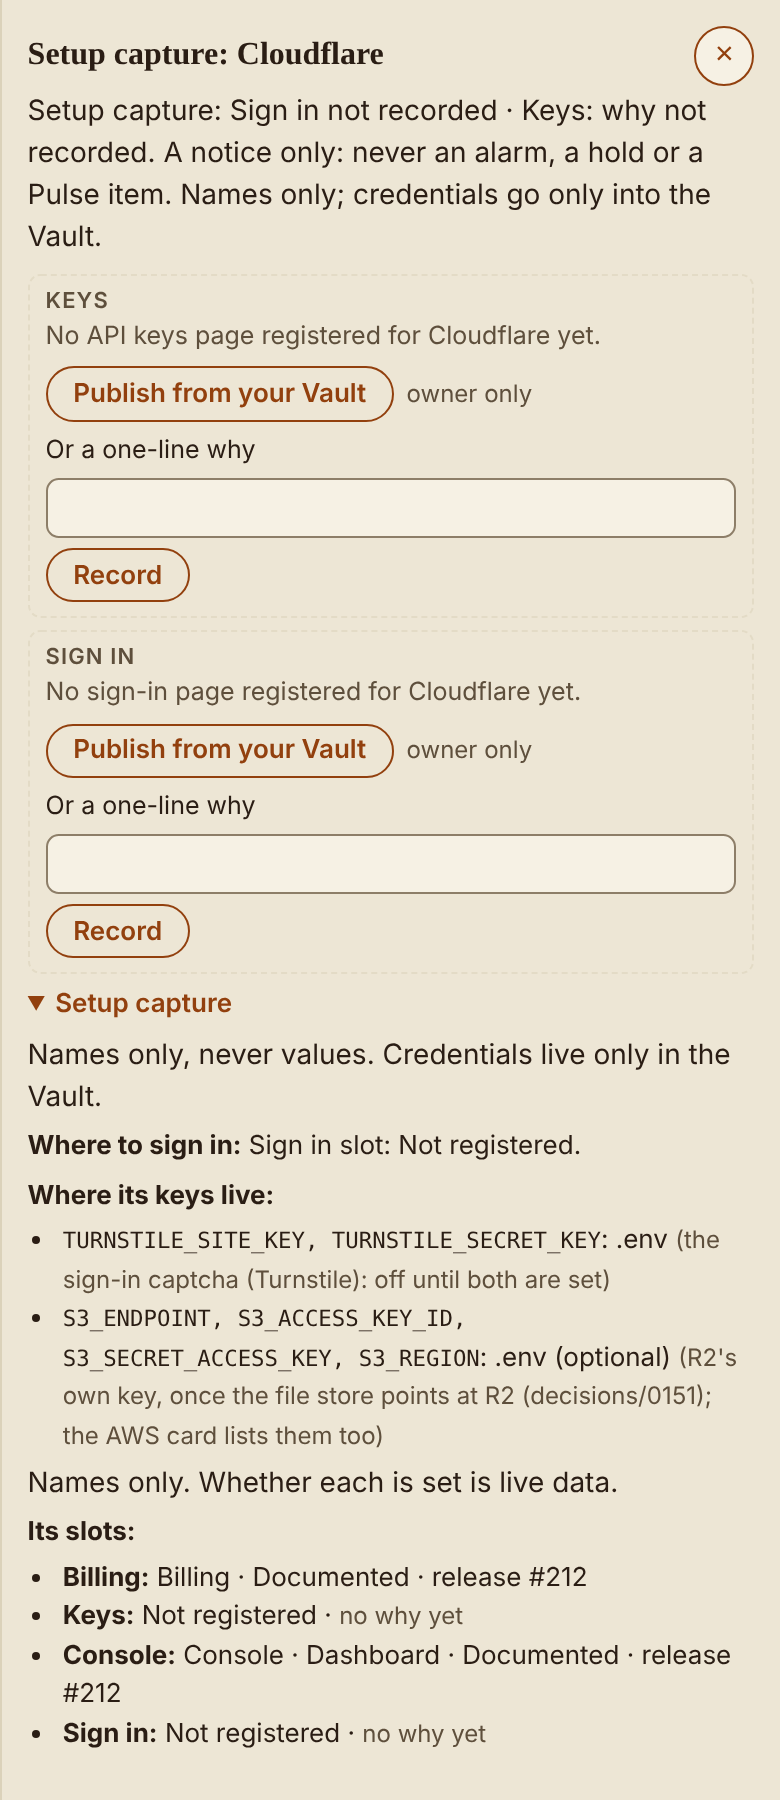 Setup capture: Cloudflare
×
Setup capture: Sign in not recorded · Keys: why not
recorded. A notice only: never an alarm, a hold or a
Pulse item. Names only; credentials go only into the
Vault.
KEYS
No API keys page registered for Cloudflare yet.
Publish from your Vault owner only
Or a one-line why
Record
SIGN IN
No sign-in page registered for Cloudflare yet.
Publish from your Vault owner only
Or a one-line why
Record
▼ Setup capture
Names only, never values. Credentials live only in the
Vault.
Where to sign in: Sign in slot: Not registered.
Where its keys live:
• TURNSTILE_SITE_KEY, TURNSTILE_SECRET_KEY: .env (the
sign-in captcha (Turnstile): off until both are set)
• S3_ENDPOINT, S3_ACCESS_KEY_ID,
S3_SECRET_ACCESS_KEY, S3_REGION: .env (optional) (R2's
own key, once the file store points at R2 (decisions/0151);
the AWS card lists them too)
Names only. Whether each is set is live data.
Its slots:
• Billing: Billing · Documented · release #212
• Keys: Not registered · no why yet
• Console: Console · Dashboard · Documented · release
#212
• Sign in: Not registered · no why yet